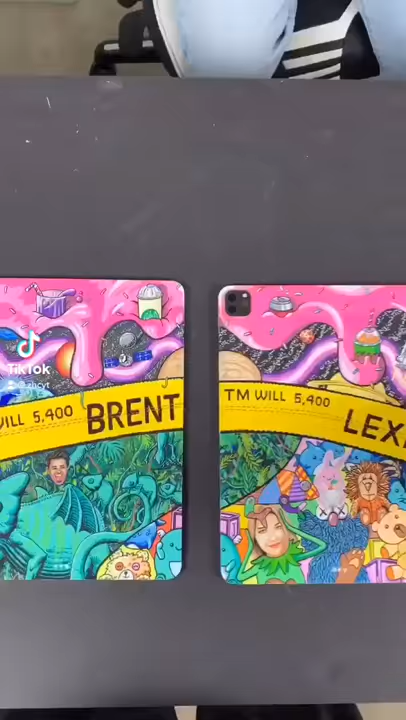 TikTok
WILL 5,400
BRENT
TM WILL 5,400
LEX